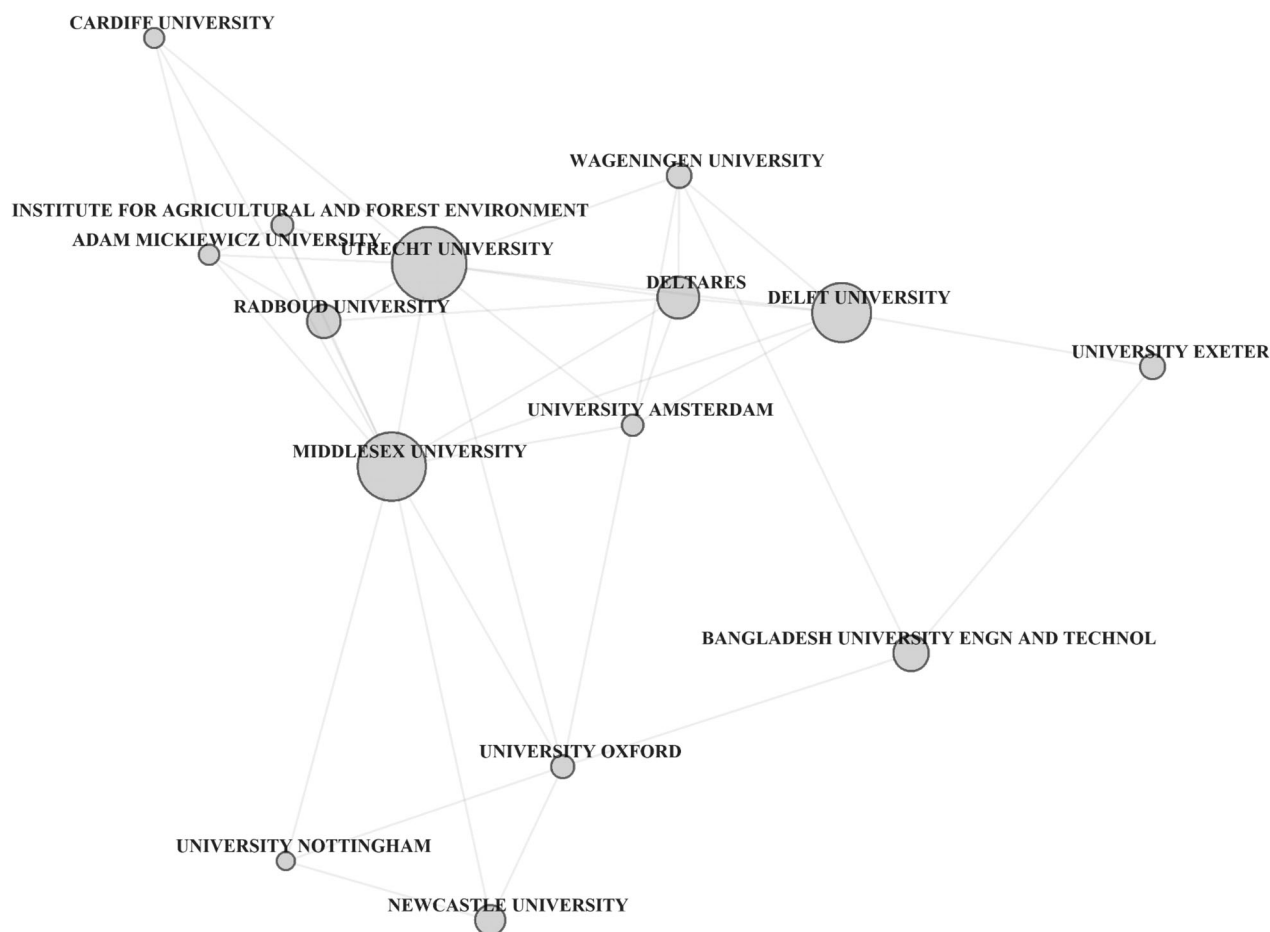 CARDIFF UNIVERSITY
WAGENINGEN UNIVERSITY
INSTITUTE FOR AGRICULTURAL AND FOREST ENVIRONMENT
ADAM MICKIEWICZ UNIVERSITY
UTRECHT UNIVERSITY
DELTARES
DELFT UNIVERSITY
RADBOUD UNIVERSITY
UNIVERSITY EXETER
UNIVERSITY AMSTERDAM
MIDDLESEX UNIVERSITY
BANGLADESH UNIVERSITY ENGN AND TECHNOL
UNIVERSITY OXFORD
UNIVERSITY NOTTINGHAM
NEWCASTLE UNIVERSITY